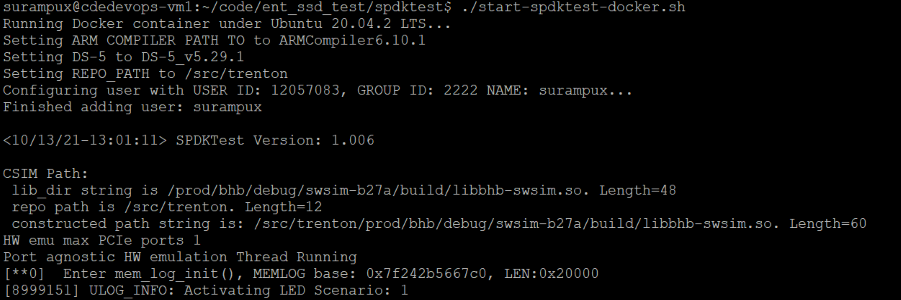 surampux@cdedevops-vm1:~/code/ent_ssd_test/spdktest$ ./start-spdktest-docker.sh
Running Docker container under Ubuntu 20.04.2 LTS...
Setting ARM COMPILER PATH TO to ARMCompiler6.10.1
Setting DS-5 to DS-5_v5.29.1
Setting REPO_PATH to /src/trenton
Configuring user with USER ID: 12057083, GROUP ID: 2222 NAME: surampux...
Finished adding user: surampux
<10/13/21-13:01:11> SPDKTest Version: 1.006
CSIM Path:
lib_dir string is /prod/bhb/debug/swsim-b27a/build/libbhb-swsim.so. Length=48
repo path is /src/trenton. Length=12
constructed path string is: /src/trenton/prod/bhb/debug/swsim-b27a/build/libbhb-swsim.so. Length=60
HW emu max PCIe ports 1
Port agnostic HW emulation Thread Running
[**0]  Enter mem_log_init(), MEMLOG base: 0x7f242b5667c0, LEN:0x20000
[8999151] ULOG_INFO: Activating LED Scenario: 1